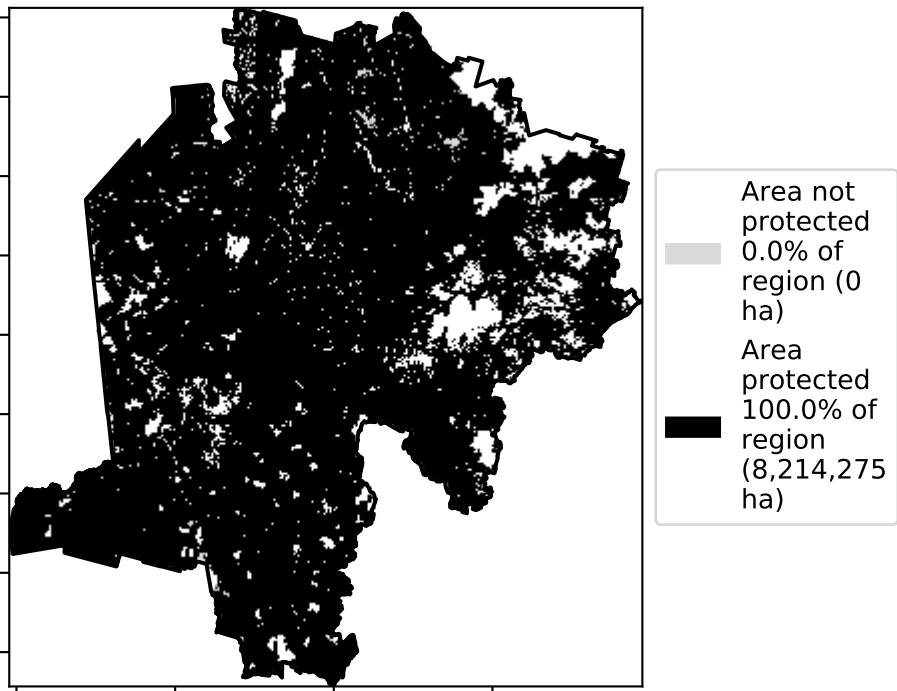 Area not
protected
0.0% of
region (0
ha)
Area
protected
100.0% of
region
(8,214,275
ha)